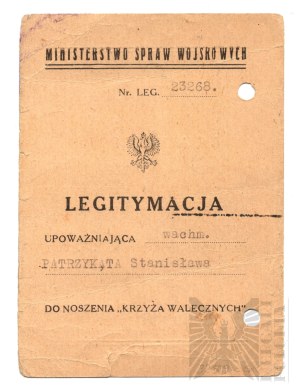 MINISTERSTWO SPRAW WOJSKOWYCH
Nr. LEG. 23268.
LEGITYMACJA
UPOWAŻNIAJĄCA wachm.
PATRZYKĄTA Stanisława
DO NOSZENIA „KRZYŻA WALECZNYCH"